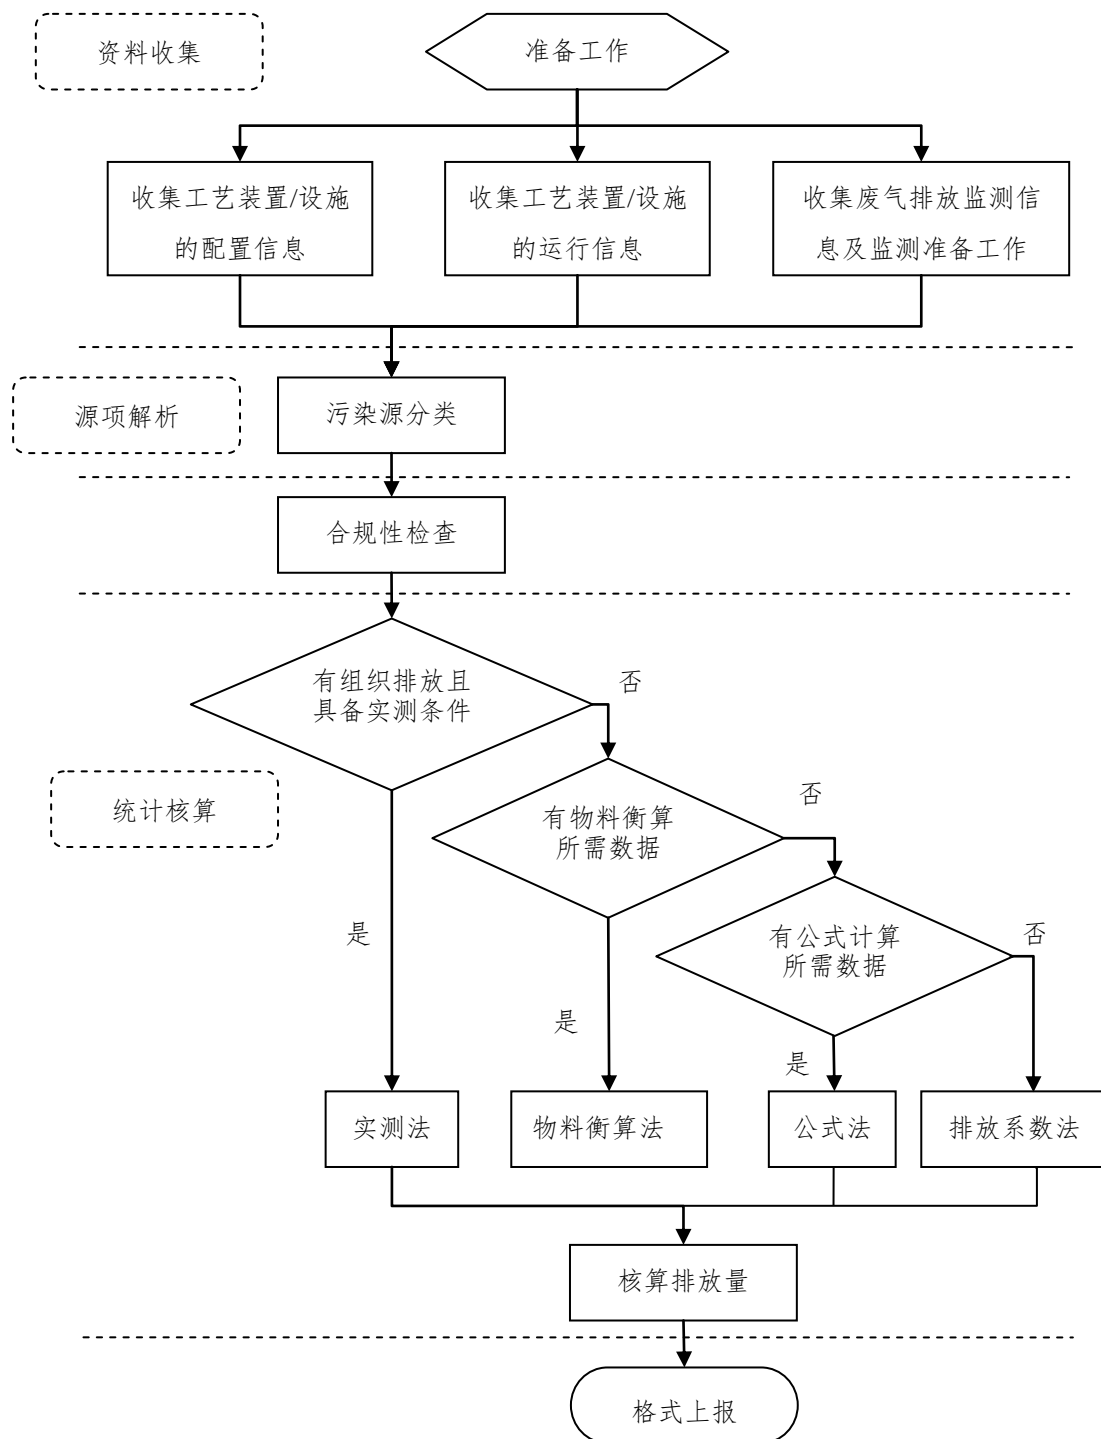 资料收集
准备工作
收集工艺装置/设施
的配置信息
收集工艺装置/设施
的运行信息
收集废气排放监测信
息及监测准备工作
源项解析
污染源分类
合规性检查
有组织排放且
具备实测条件
否
统计核算
有物料衡算
所需数据
否
是
有公式计算
所需数据
否
是
是
实测法
物料衡算法
公式法
排放系数法
核算排放量
格式上报